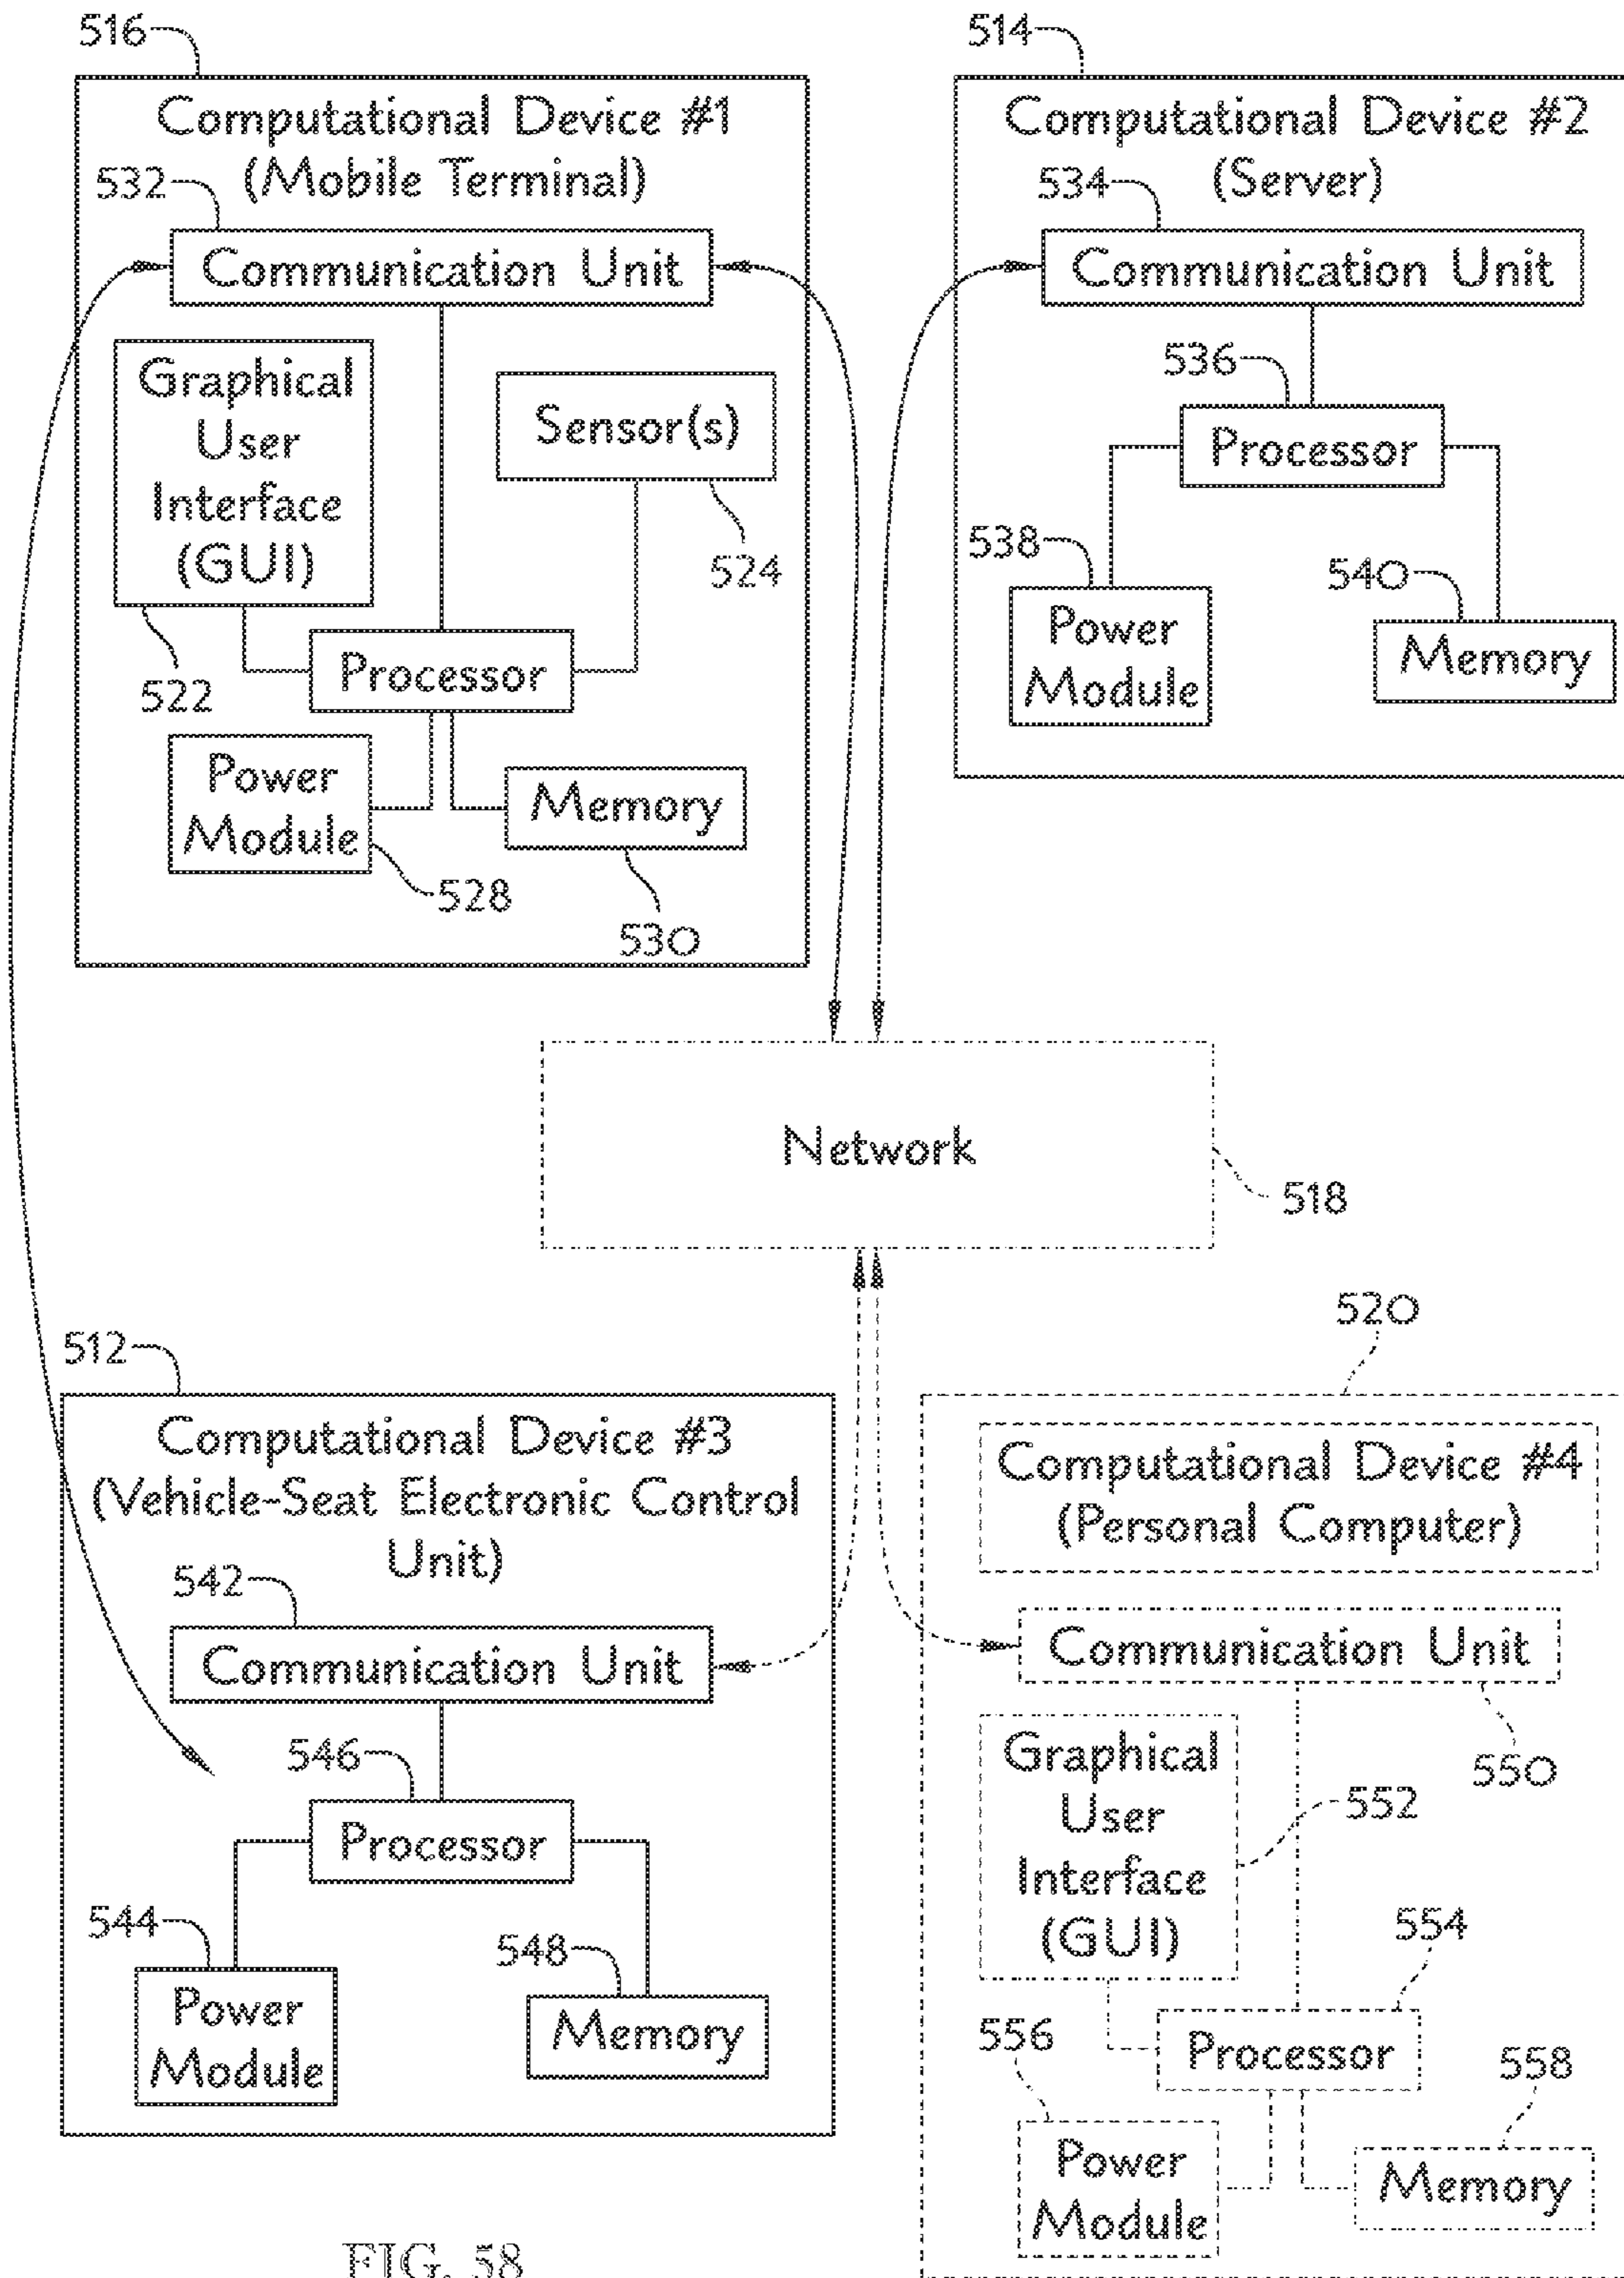 516
Computational Device #1
(Mobile Terminal)
532
Communication Unit
Graphical
User
Interface
(GUI)
522
Sensor(s)
524
Processor
Power
Module
528
Memory
530
514
Computational Device #2
(Server)
534
Communication Unit
536
Processor
538
Power
Module
540
Memory
Network
518
512
Computational Device #3
(Vehicle-Seat Electronic Control
Unit)
542
Communication Unit
546
Processor
544
Power
Module
548
Memory
520
Computational Device #4
(Personal Computer)
Communication Unit
550
Graphical
User
Interface
(GUI)
552
554
Processor
556
Power
Module
558
Memory
FIG. 58